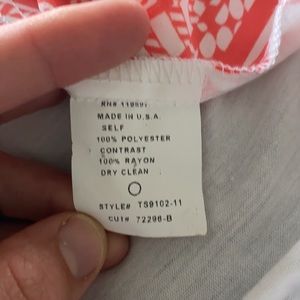 MADE IN U.S.A.
SELF
100% POLYESTER
CONTRAST
100% RAYON
DRY CLEAN
STYLE# TS9102-11
CUT# 72296-B